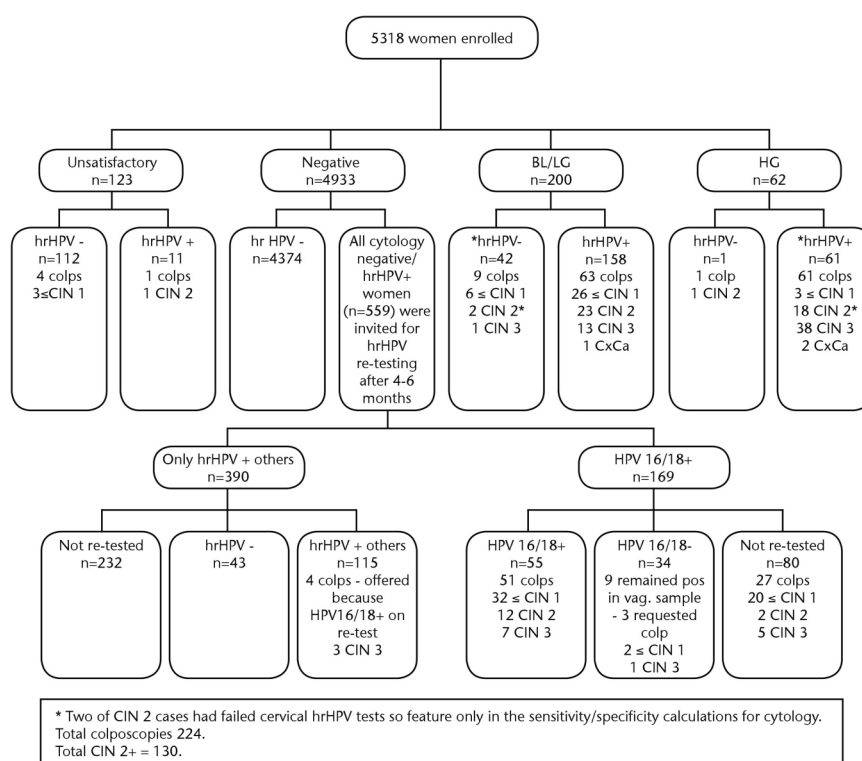 5318 women enrolled
Unsatisfactory
n=123
Negative
n=4933
BL/LG
n=200
HG
n=62
hrHPV -
n=112
4 colps
3≤CIN 1
hrHPV +
n=11
1 colps
1 CIN 2
hr HPV -
n=4374
All cytology
negative/
hrHPV+
women
(n=559) were
invited for
hrHPV
re-testing
after 4-6
months
*hrHPV-
n=42
9 colps
6 ≤ CIN 1
2 CIN 2*
1 CIN 3
hrHPV+
n=158
63 colps
26 ≤ CIN 1
23 CIN 2
13 CIN 3
1 CxCa
hrHPV-
n=1
1 colp
1 CIN 2
*hrHPV+
n=61
61 colps
3 ≤ CIN 1
18 CIN 2*
38 CIN 3
2 CxCa
Only hrHPV + others
n=390
HPV 16/18+
n=169
Not re-tested
n=232
hrHPV -
n=43
hrHPV + others
n=115
4 colps - offered
because
HPV16/18+ on
re-test
3 CIN 3
HPV 16/18+
n=55
51 colps
32 ≤ CIN 1
12 CIN 2
7 CIN 3
HPV 16/18-
n=34
9 remained pos
in vag. sample
- 3 requested
colp
2 ≤ CIN 1
1 CIN 3
Not re-tested
n=80
27 colps
20 ≤ CIN 1
2 CIN 2
5 CIN 3
* Two of CIN 2 cases had failed cervical hrHPV tests so feature only in the sensitivity/specificity calculations for cytology.
Total colposcopies 224.
Total CIN 2+ = 130.